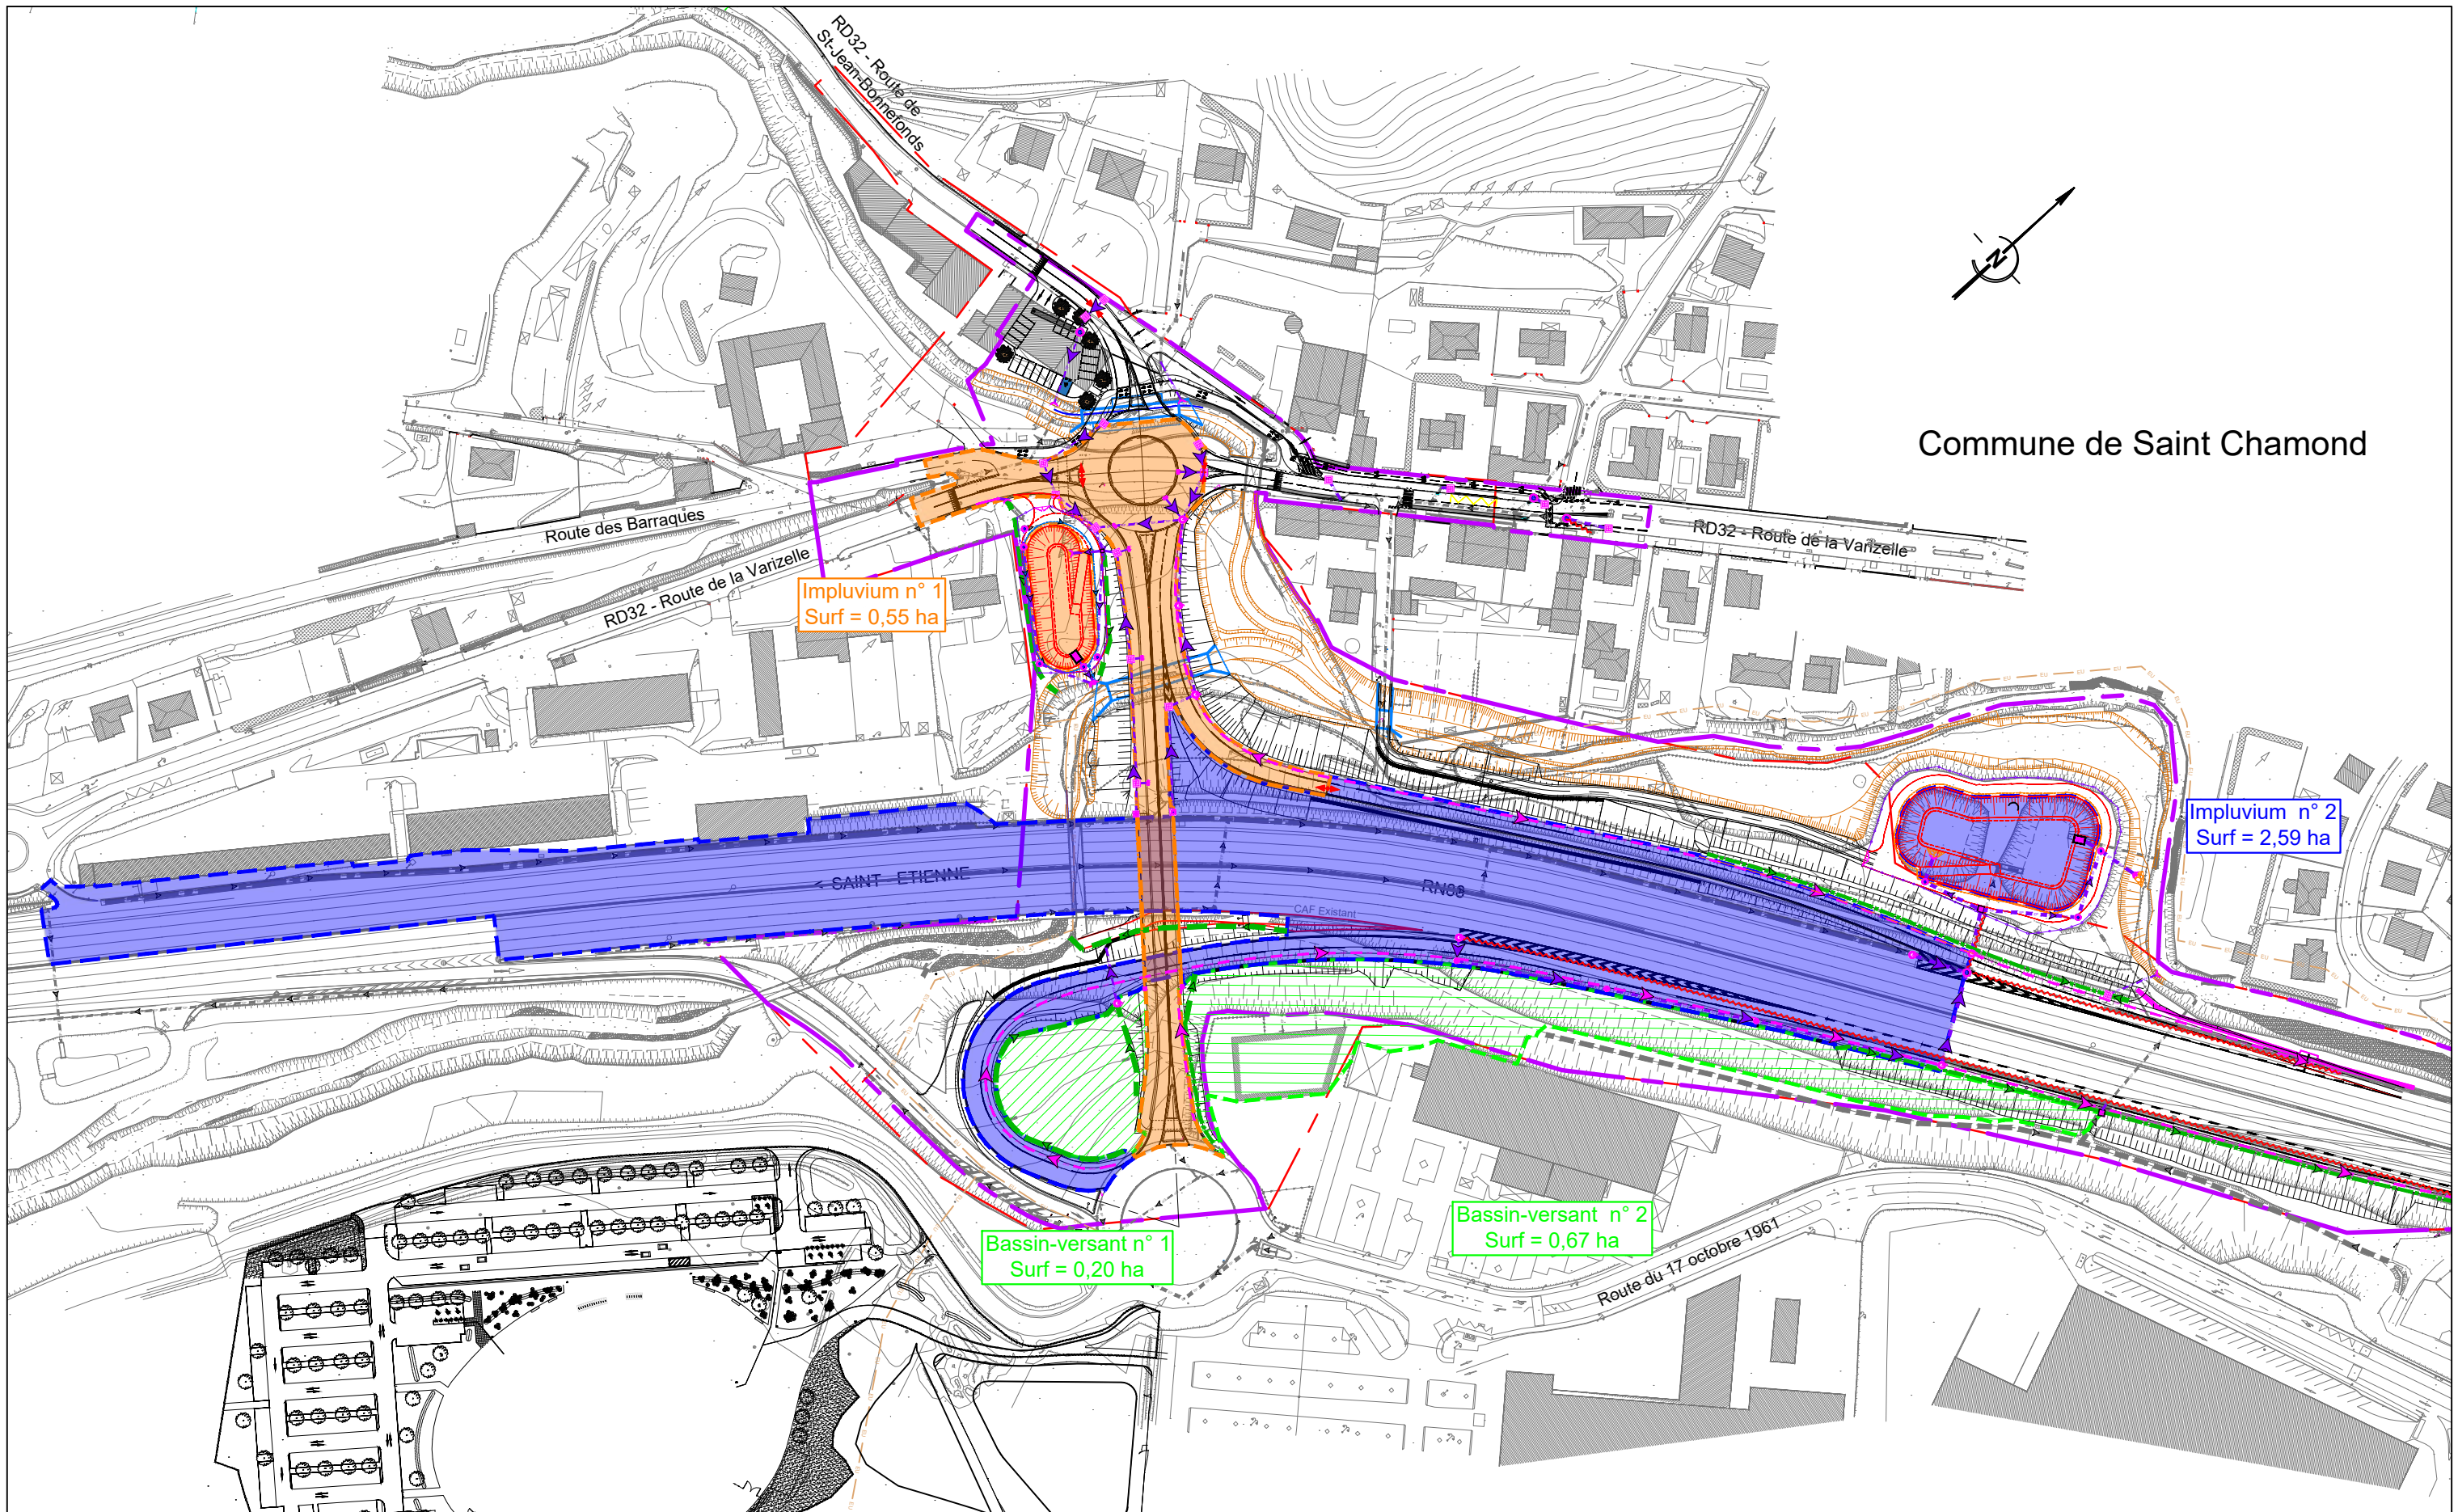 RD32 - Route de
St-Jean-Bonnefonds
N
Commune de Saint Chamond
Route des Barraques
RD32 - Route de la Varizelle
RD32 - Route de la Varizelle
Impluvium n° 1
Surf = 0,55 ha
Impluvium n° 2
Surf = 2,59 ha
< SAINT - ETIENNE
RN88
CAF Existant
Bassin-versant n° 1
Surf = 0,20 ha
Bassin-versant n° 2
Surf = 0,67 ha
Route du 17 octobre 1961